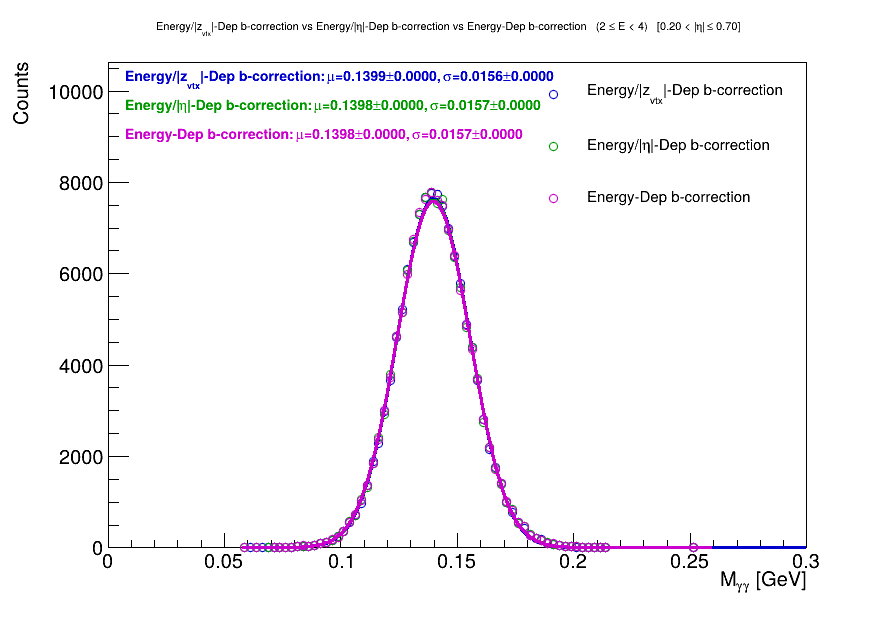 Energy/|z_vtx|-Dep b-correction vs Energy/|η|-Dep b-correction vs Energy-Dep b-correction (2 ≤ E < 4) [0.20 < |η| ≤ 0.70]
Counts
Energy/|z_vtx|-Dep b-correction: μ=0.1399±0.0000, σ=0.0156±0.0000
Energy/|η|-Dep b-correction: μ=0.1398±0.0000, σ=0.0157±0.0000
Energy-Dep b-correction: μ=0.1398±0.0000, σ=0.0157±0.0000
Energy/|z_vtx|-Dep b-correction
Energy/|η|-Dep b-correction
Energy-Dep b-correction
10000
8000
6000
4000
2000
0
0 0.05 0.1 0.15 0.2 0.25 0.3
M_γγ [GeV]